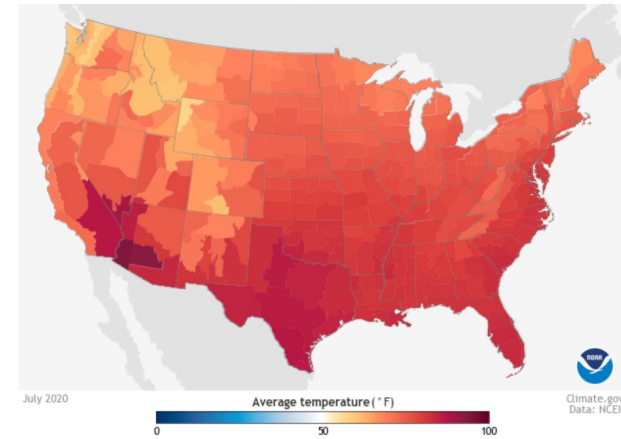 NOAA
July 2020
Average temperature (°F)
Climate.gov
Data: NCEI
0
50
100